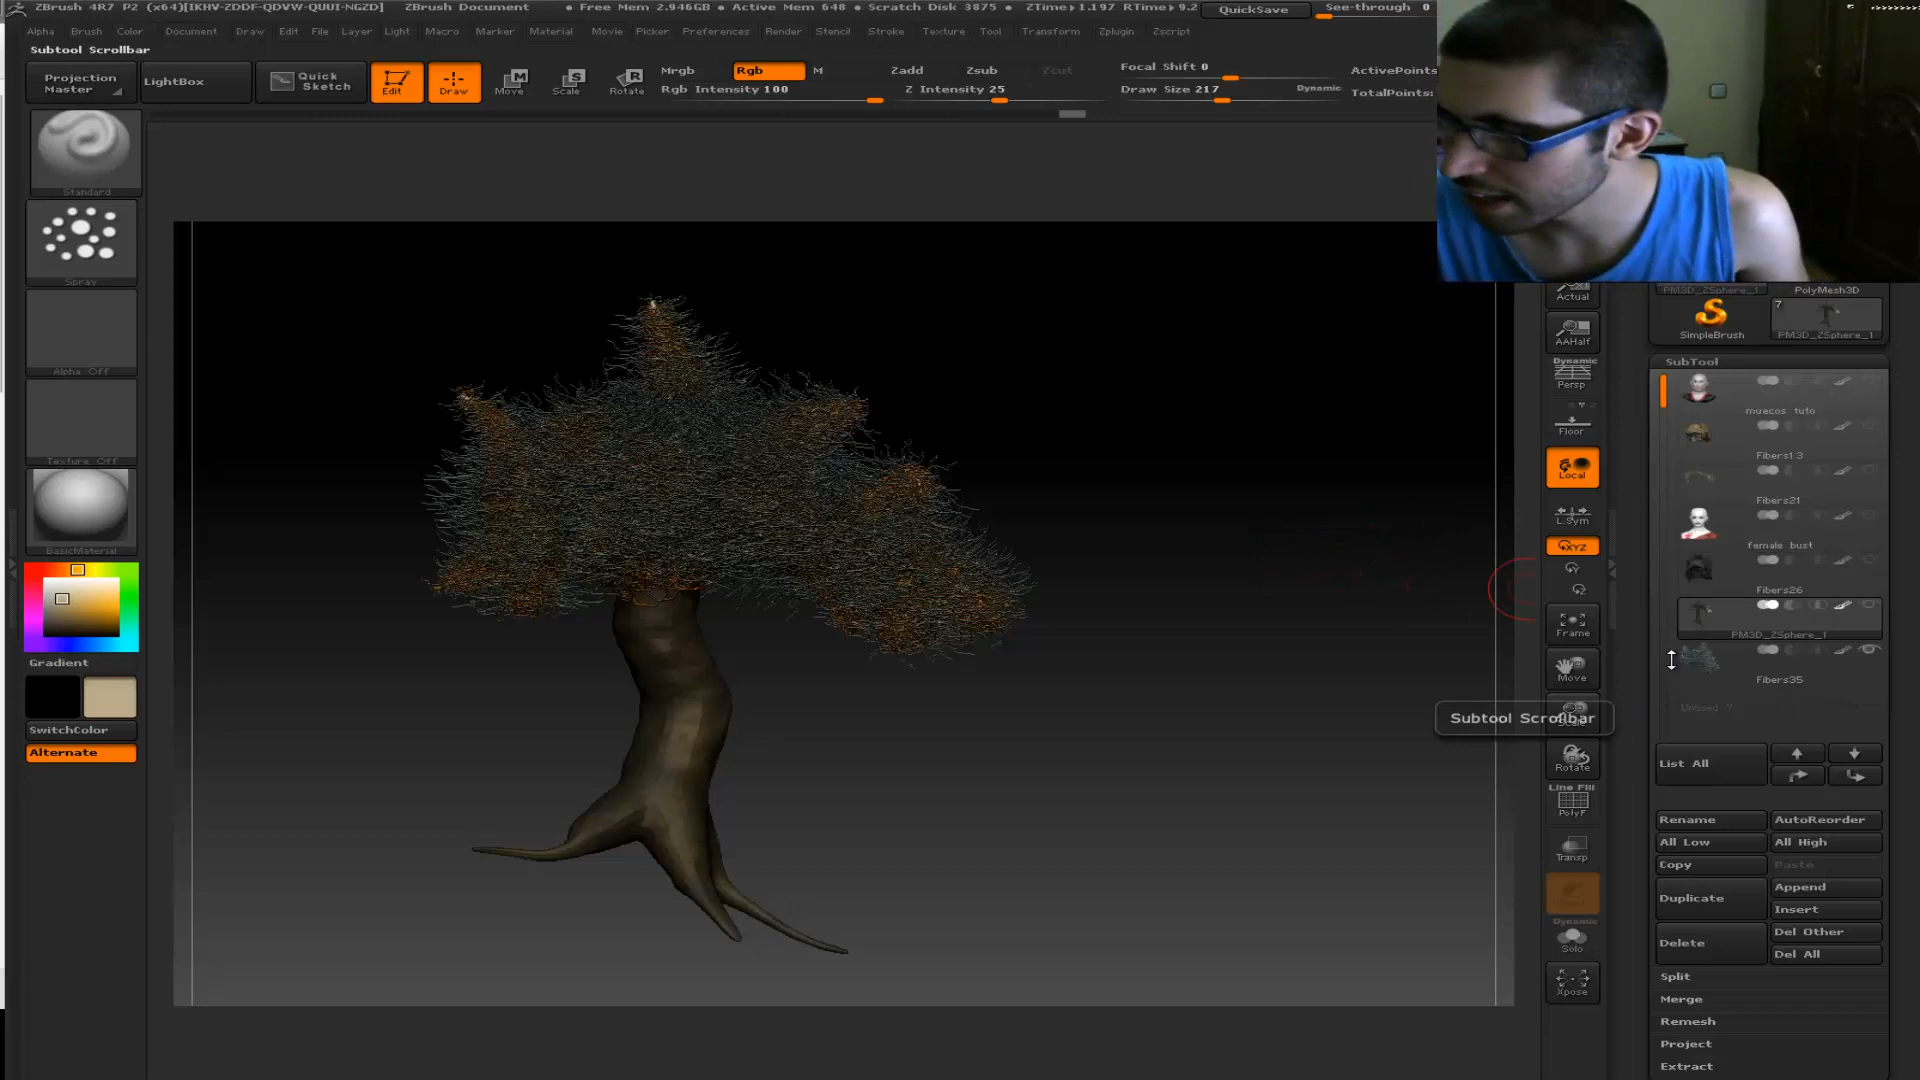 ZBrush 4R7 P2 (x64)[IKHV-ZDDF-QDVW-QUUI-NGZD] ZBrush Document ● Free Mem 2.946GB ● Active Mem 648 ● Scratch Disk 3875 ● ZTime▸1.197 RTime▸9.2 QuickSave See-through 0
Alpha Brush Color Document Draw Edit File Layer Light Macro Marker Material Movie Picker Preferences Render Stencil Stroke Texture Tool Transform Zplugin Zscript
Subtool Scrollbar
Projection Master
LightBox
Quick Sketch
Edit
Draw
Move
Scale
Rotate
Mrgb Rgb M
Rgb Intensity 100
Zadd Zsub Zcut
Z Intensity 25
Focal Shift 0
Draw Size 217 Dynamic
ActivePoints
TotalPoints:
Standard
Spray
Alpha Off
Texture Off
BasicMaterial
Gradient
SwitchColor
Alternate
Actual
AAHalf
Dynamic
Persp
Floor
Local
L.Sym
XYZ
Frame
Move
Subtool Scrollbar
Rotate
Line Fill
PolyF
Transp
Dynamic
Solo
Xpose
PM3D_ZSphere_1 PolyMesh3D
7
SimpleBrush PM3D_ZSphere_1
SubTool
muecos tuto
Fibers13
Fibers21
female bust
Fibers26
PM3D_ZSphere_1
Fibers35
Unused 7
List All
Rename AutoReorder
All Low All High
Copy Paste
Duplicate Append
Insert
Delete Del Other
Del All
Split
Merge
Remesh
Project
Extract